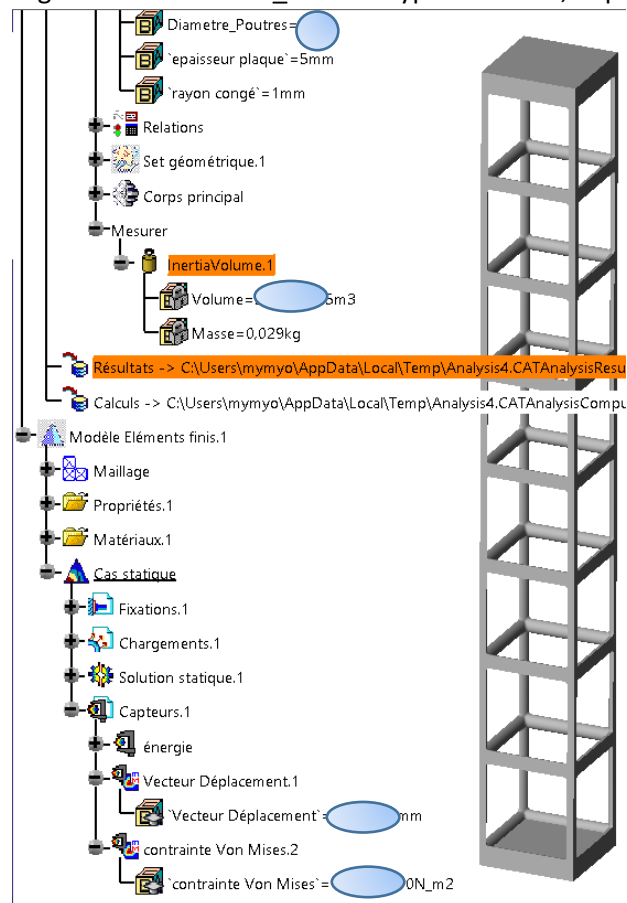 Diametre_Poutres=
`epaisseur plaque`=5mm
`rayon congé`=1mm
Relations
Set géométrique.1
Corps principal
Mesurer
InertiaVolume.1
Volume= 5m3
Masse=0,029kg
Résultats -> C:\Users\mymyo\AppData\Local\Temp\Analysis4.CATAnalysisResu
Calculs -> C:\Users\mymyo\AppData\Local\Temp\Analysis4.CATAnalysisCompu
Modèle Eléments finis.1
Maillage
Propriétés.1
Matériaux.1
Cas statique
Fixations.1
Chargements.1
Solution statique.1
Capteurs.1
énergie
Vecteur Déplacement.1
`Vecteur Déplacement`= mm
contrainte Von Mises.2
`contrainte Von Mises`= 0N_m2